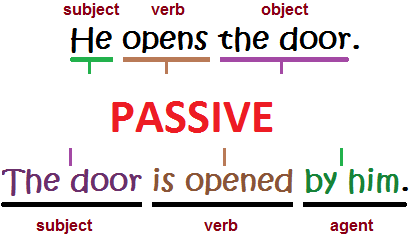 subject verb object
He opens the door.
PASSIVE
The door is opened by him.
subject verb agent